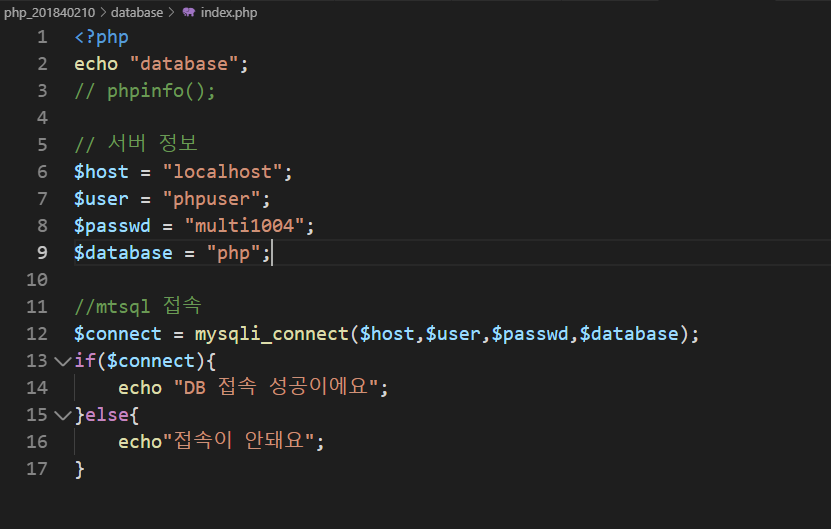 php_201840210 > database > index.php
1 <?php
2 echo "database";
3 // phpinfo();
4
5 // 서버 정보
6 $host = "localhost";
7 $user = "phpuser";
8 $passwd = "multi1004";
9 $database = "php";
10
11 //mtsql 접속
12 $connect = mysqli_connect($host,$user,$passwd,$database);
13 if($connect){
14 echo "DB 접속 성공이에요";
15 }else{
16 echo"접속이 안돼요";
17 }